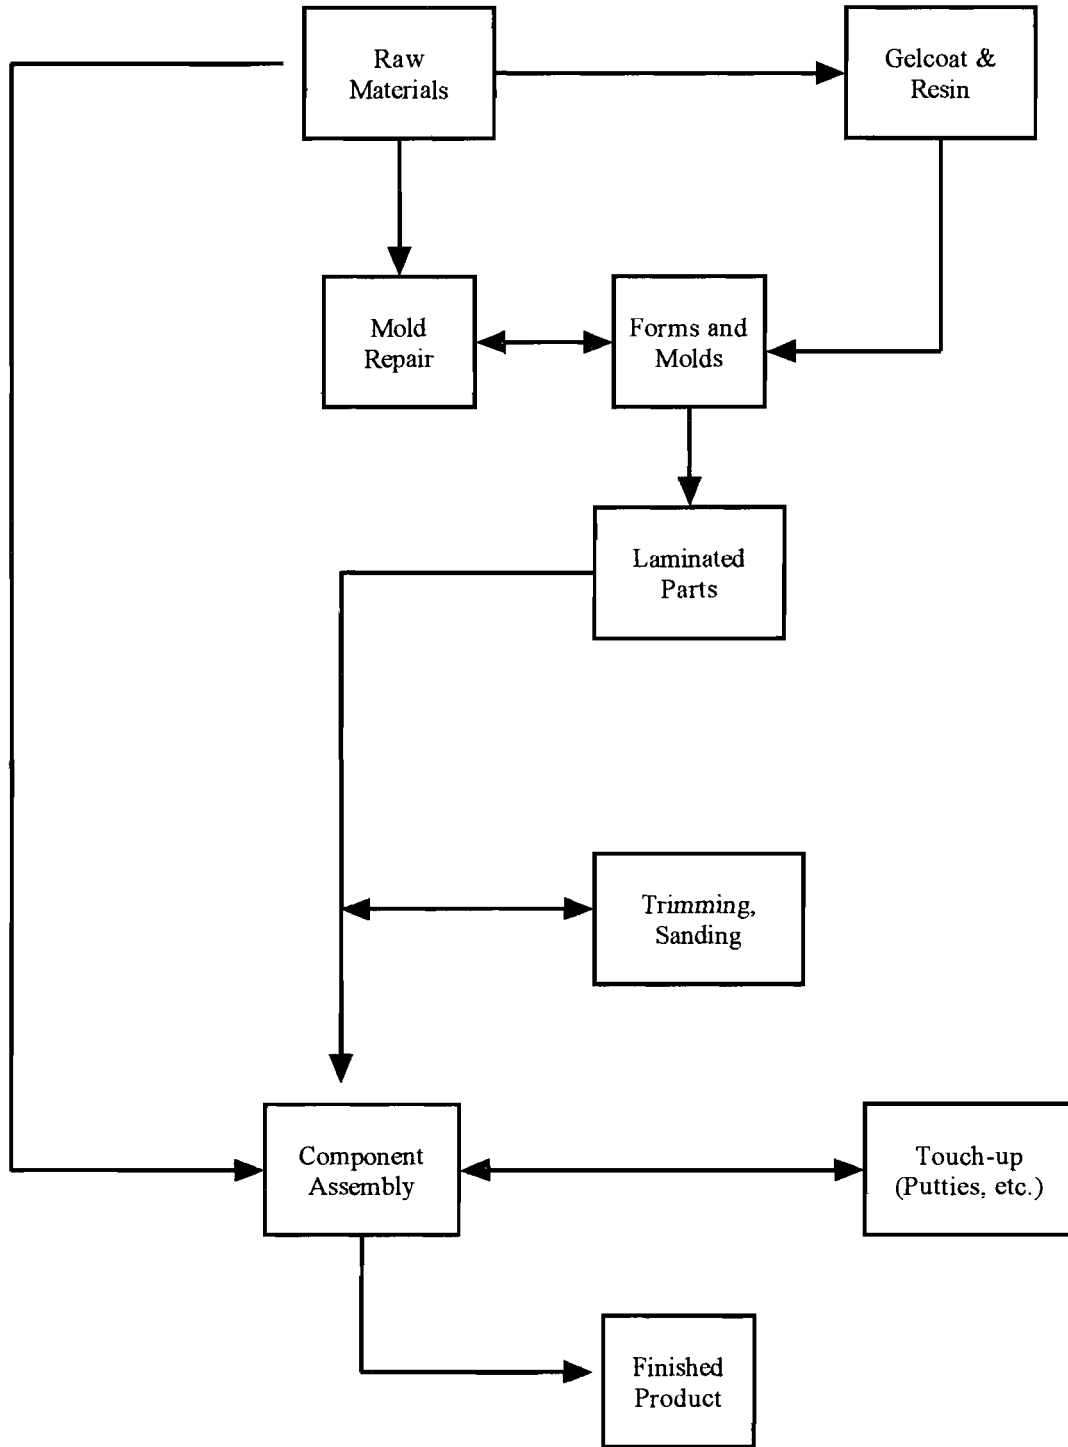 Raw
Materials
Gelcoat &
Resin
Mold
Repair
Forms and
Molds
Laminated
Parts
Trimming,
Sanding
Component
Assembly
Touch-up
(Putties, etc.)
Finished
Product